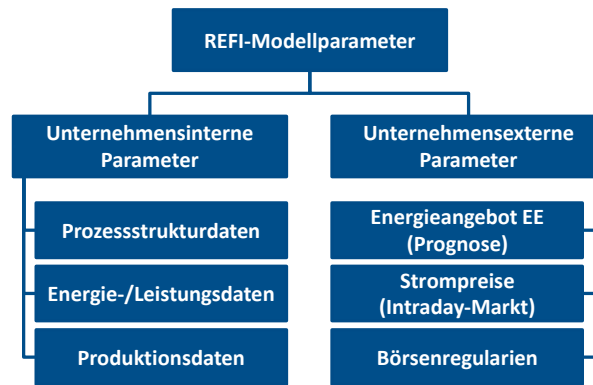 REFI-Modellparameter
Unternehmensinterne
Parameter
Unternehmensexterne
Parameter
Prozessstrukturdaten
Energie-/Leistungsdaten
Produktionsdaten
Energieangebot EE
(Prognose)
Strompreise
(Intraday-Markt)
Börsenregularien